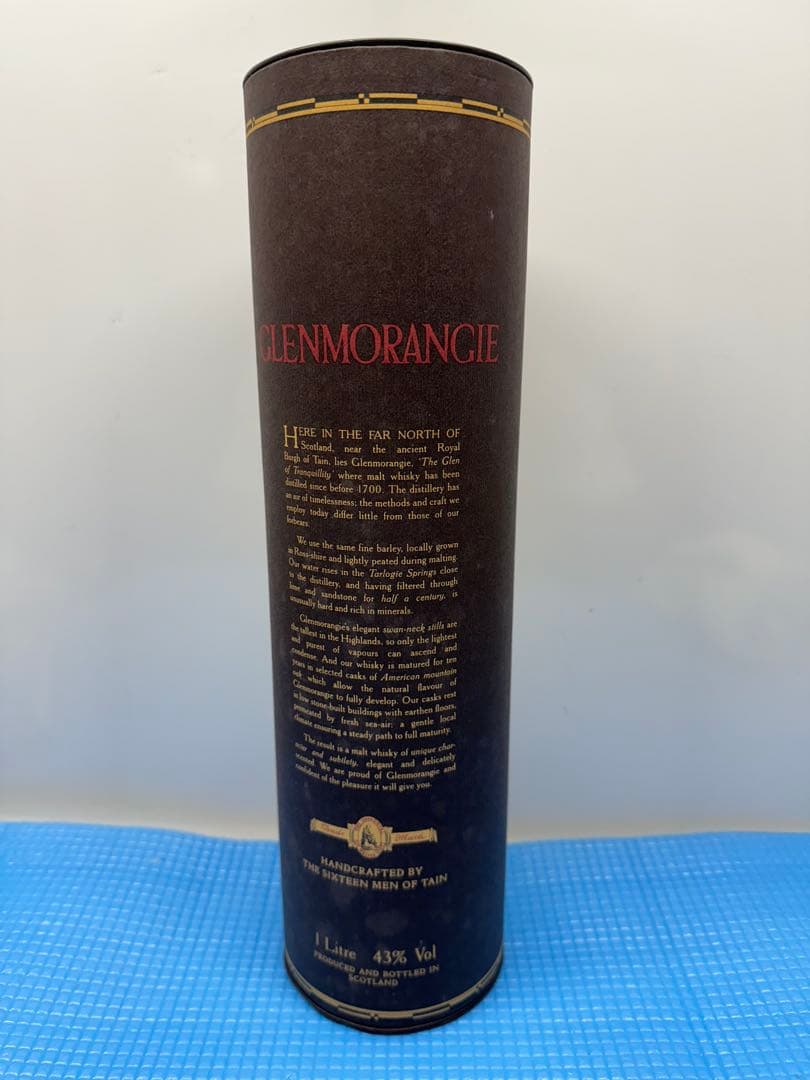 GLENMORANGIE
HERE IN THE FAR NORTH OF
Scotland, near the ancient Royal
Burgh of Tain, lies Glenmorangie, 'The Glen
of Tranquillity' where malt whisky has been
distilled since before 1700. The distillery has
an air of timelessness; the methods and craft we
employ today differ little from those of our
forbears.
We use the same fine barley, locally grown
in Ross-shire and lightly peated during malting.
Our water rises in the Tarlogie Springs close
to the distillery, and having filtered through
lime and sandstone for half a century, is
unusually hard and rich in minerals.
Glenmorangie's elegant swan-neck stills are
the tallest in the Highlands, so only the lightest
and purest of vapours can ascend and
condense. And our whisky is matured for ten
years in selected casks of American mountain
oak which allow the natural flavour of
Glenmorangie to fully develop. Our casks rest
in low stone-built buildings with earthen floors,
permeated by fresh sea-air; a gentle local
climate ensuring a steady path to full maturity.
The result is a malt whisky of unique char-
acter and subtlety, elegant and delicately
scented. We are proud of Glenmorangie and
confident of the pleasure it will give you.
HANDCRAFTED BY
THE SIXTEEN MEN OF TAIN
1 Litre 43% Vol
PRODUCED AND BOTTLED IN
SCOTLAND